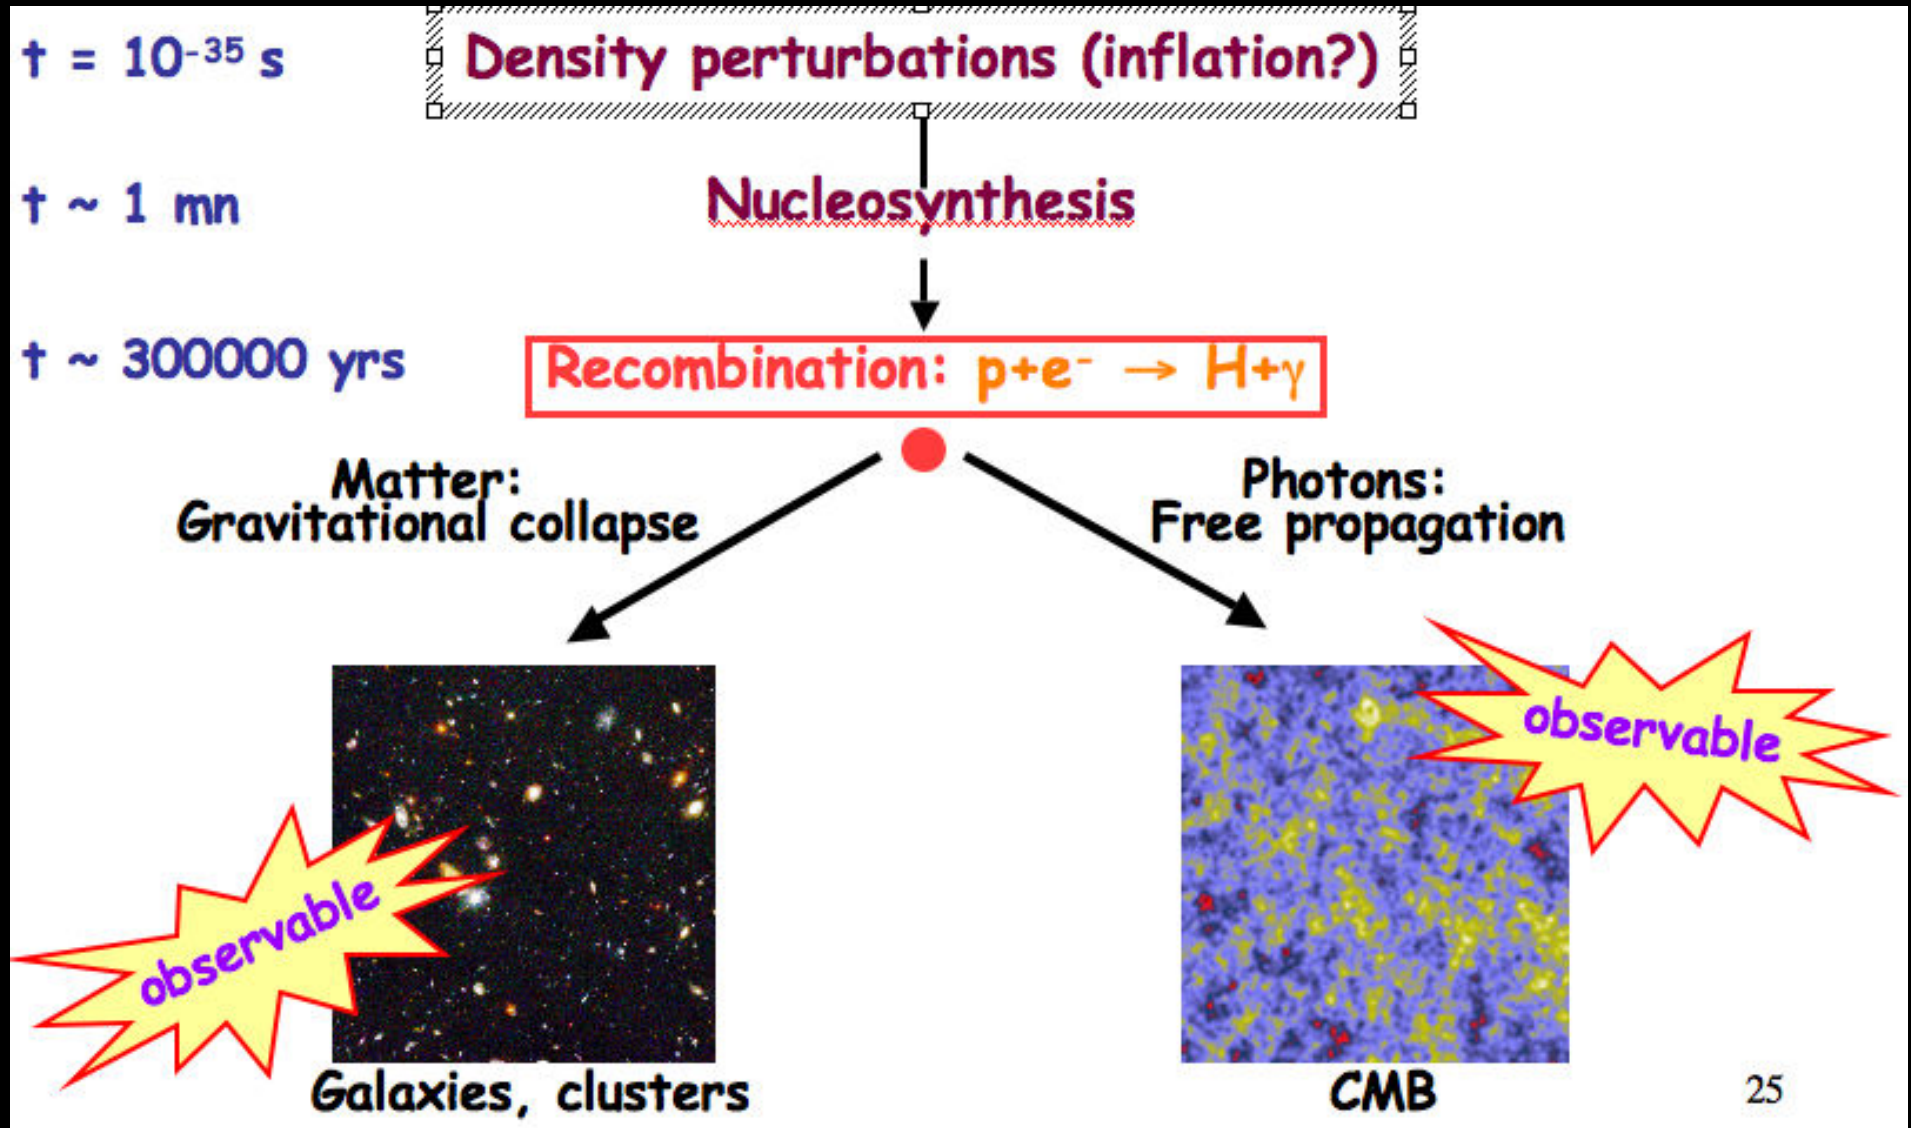 t = 10⁻³⁵ s
Density perturbations (inflation?)
t ~ 1 mn
Nucleosynthesis
t ~ 300000 yrs
Recombination: p+e⁻ → H+γ
Matter:
Gravitational collapse
Photons:
Free propagation
observable
observable
Galaxies, clusters
CMB
25